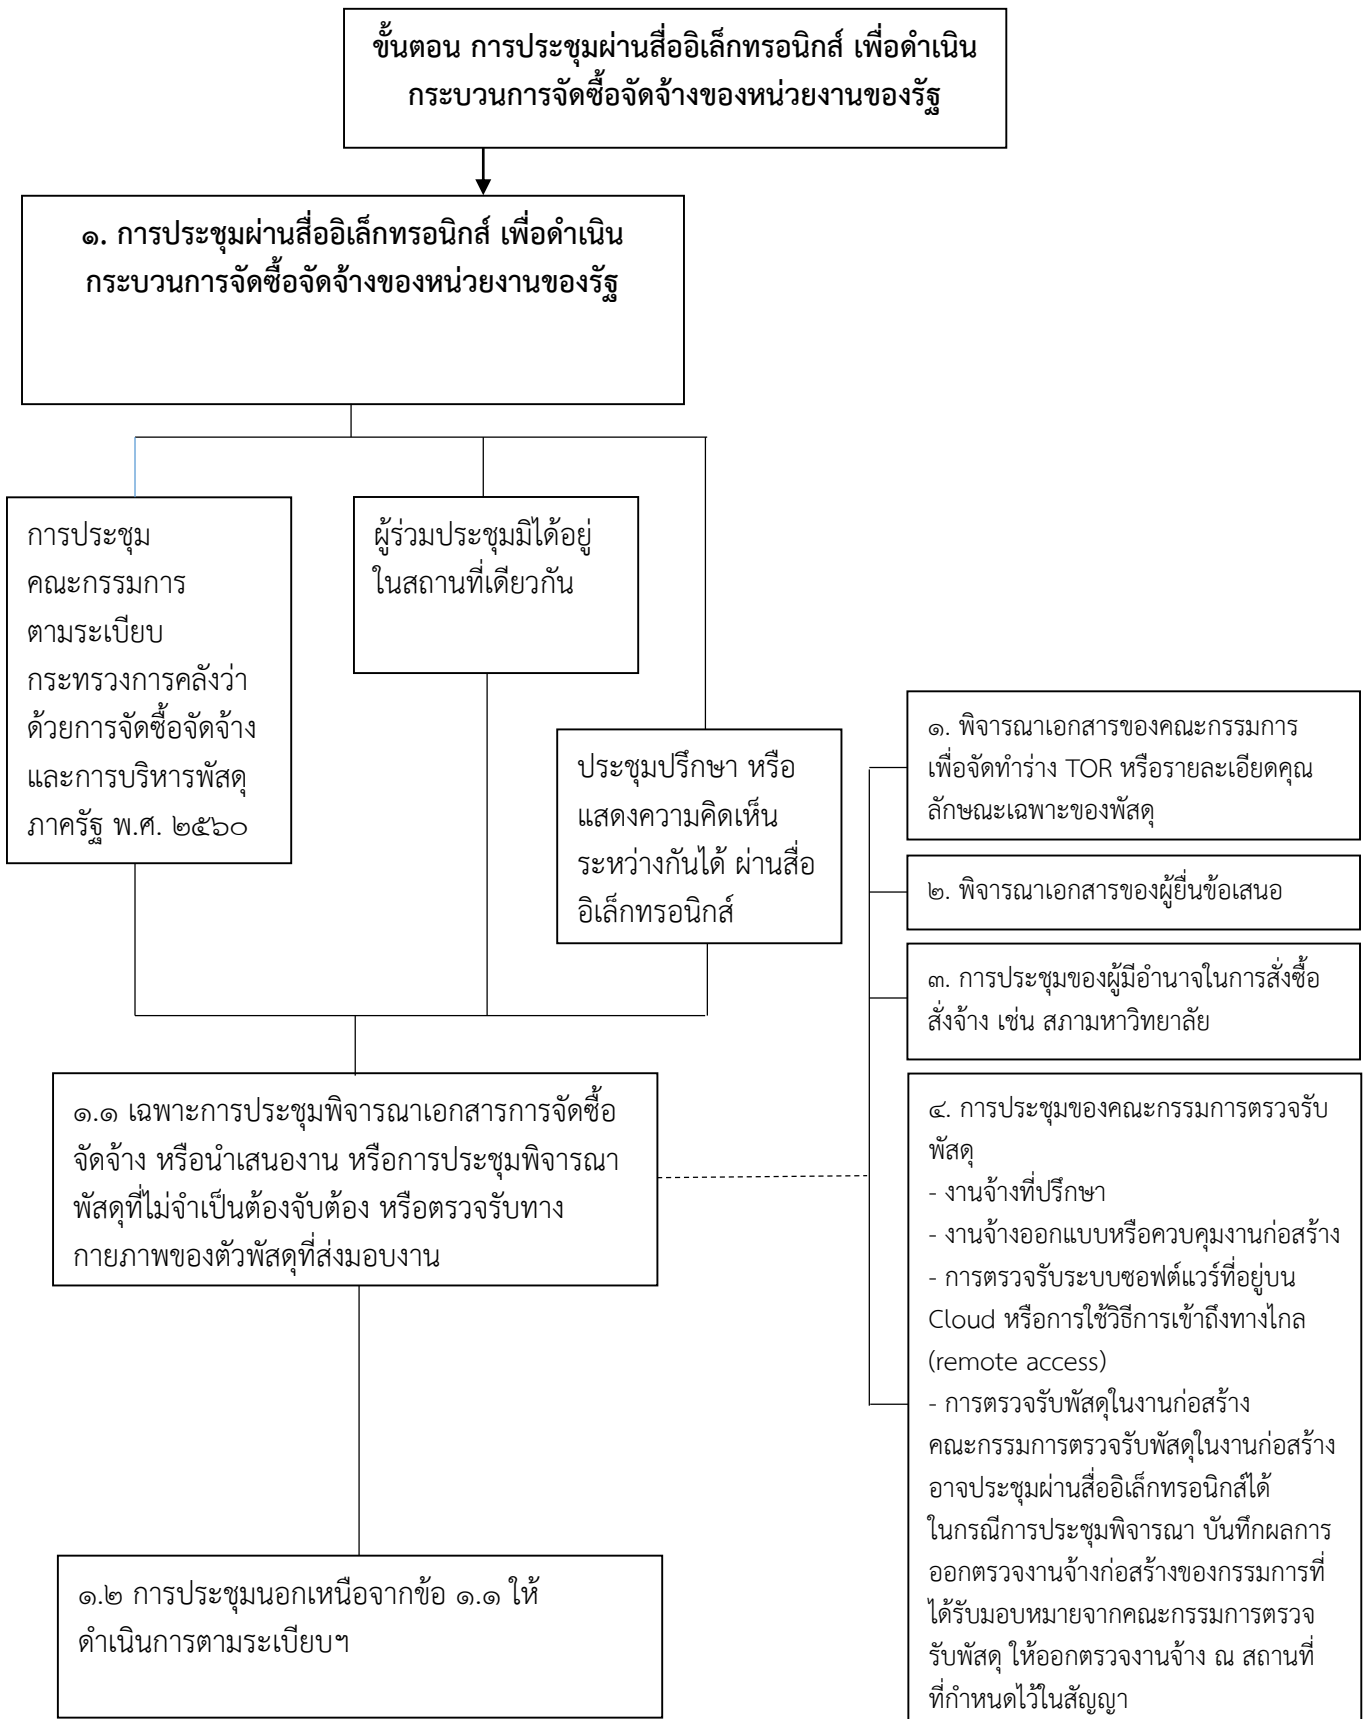 ขั้นตอน การประชุมผ่านสื่ออิเล็กทรอนิกส์ เพื่อดำเนิน
กระบวนการจัดซื้อจัดจ้างของหน่วยงานของรัฐ
๑. การประชุมผ่านสื่ออิเล็กทรอนิกส์ เพื่อดำเนิน
กระบวนการจัดซื้อจัดจ้างของหน่วยงานของรัฐ
การประชุม
คณะกรรมการ
ตามระเบียบ
กระทรวงการคลังว่า
ด้วยการจัดซื้อจัดจ้าง
และการบริหารพัสดุ
ภาครัฐ พ.ศ. ๒๕๖๐
ผู้ร่วมประชุมมิได้อยู่
ในสถานที่เดียวกัน
ประชุมปรึกษา หรือ
แสดงความคิดเห็น
ระหว่างกันได้ ผ่านสื่อ
อิเล็กทรอนิกส์
๑.๑ เฉพาะการประชุมพิจารณาเอกสารการจัดซื้อ
จัดจ้าง หรือนำเสนองาน หรือการประชุมพิจารณา
พัสดุที่ไม่จำเป็นต้องจับต้อง หรือตรวจรับทาง
กายภาพของตัวพัสดุที่ส่งมอบงาน
๑.๒ การประชุมนอกเหนือจากข้อ ๑.๑ ให้
ดำเนินการตามระเบียบฯ
๑. พิจารณาเอกสารของคณะกรรมการ
เพื่อจัดทำร่าง TOR หรือรายละเอียดคุณ
ลักษณะเฉพาะของพัสดุ
๒. พิจารณาเอกสารของผู้ยื่นข้อเสนอ
๓. การประชุมของผู้มีอำนาจในการสั่งซื้อ
สั่งจ้าง เช่น สภามหาวิทยาลัย
๔. การประชุมของคณะกรรมการตรวจรับ
พัสดุ
- งานจ้างที่ปรึกษา
- งานจ้างออกแบบหรือควบคุมงานก่อสร้าง
- การตรวจรับระบบซอฟต์แวร์ที่อยู่บน
Cloud หรือการใช้วิธีการเข้าถึงทางไกล
(remote access)
- การตรวจรับพัสดุในงานก่อสร้าง
คณะกรรมการตรวจรับพัสดุในงานก่อสร้าง
อาจประชุมผ่านสื่ออิเล็กทรอนิกส์ได้
ในกรณีการประชุมพิจารณา บันทึกผลการ
ออกตรวจงานจ้างก่อสร้างของกรรมการที่
ได้รับมอบหมายจากคณะกรรมการตรวจ
รับพัสดุ ให้ออกตรวจงานจ้าง ณ สถานที่
ที่กำหนดไว้ในสัญญา